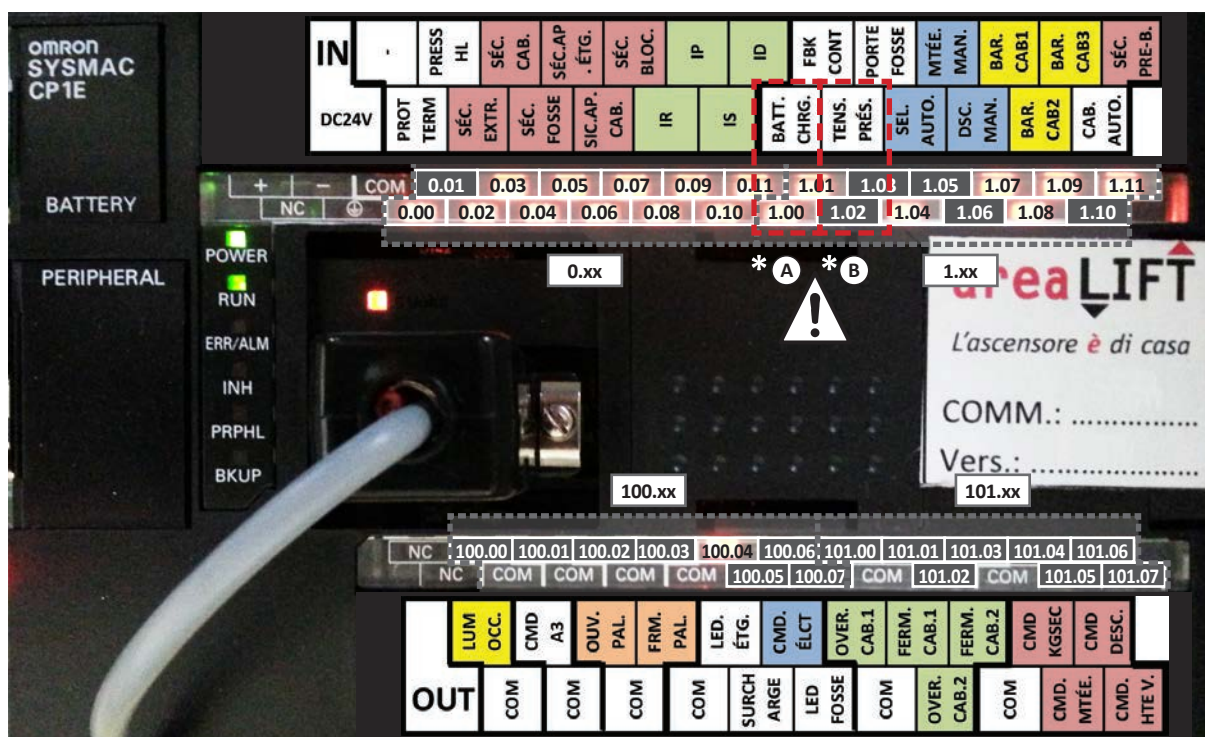 omron
SYSMAC
CP1E
BATTERY
PERIPHERAL
IN
-
PRESS
HL
SÉC.
CAB.
SÉC.AP
. ÉTG.
SÉC.
BLOC.
IP
ID
FBK
CONT
PORTE
FOSSE
MTÉE.
MAN.
BAR.
CAB1
BAR.
CAB3
SÉC.
PRE-B.
DC24V
PROT
TERM
SÉC.
EXTR.
SÉC.
FOSSE
SIC.AP.
CAB.
IR
IS
BATT.
CHRG.
TENS.
PRÉS.
SEL.
AUTO.
DSC.
MAN.
BAR.
CAB2
CAB.
AUTO.
+ – COM 0.01 0.03 0.05 0.07 0.09 0.11 1.01 1.03 1.05 1.07 1.09 1.11
NC 0.00 0.02 0.04 0.06 0.08 0.10 1.00 1.02 1.04 1.06 1.08 1.10
0.xx
* A * B
1.xx
!
POWER
RUN
ERR/ALM
INH
PRPHL
BKUP
areaLIFT
L'ascensore è di casa
COMM.: ..............
Vers.: ..................
100.xx
101.xx
NC 100.00 100.01 100.02 100.03 100.04 100.06 101.00 101.01 101.03 101.04 101.06
NC COM COM COM COM 100.05 100.07 COM 101.02 COM 101.05 101.07
LUM
OCC.
CMD
A3
OUV.
PAL.
FRM.
PAL.
LED.
ÉTG.
CMD.
ÉLCT
OVER.
CAB.1
FERM.
CAB.1
FERM.
CAB.2
CMD
KGSEC
CMD
DESC.
OUT
COM
COM
COM
COM
SURCH
ARGE
LED
FOSSE
COM
OVER.
CAB.2
COM
CMD.
MTÉE.
CMD.
HTE V.